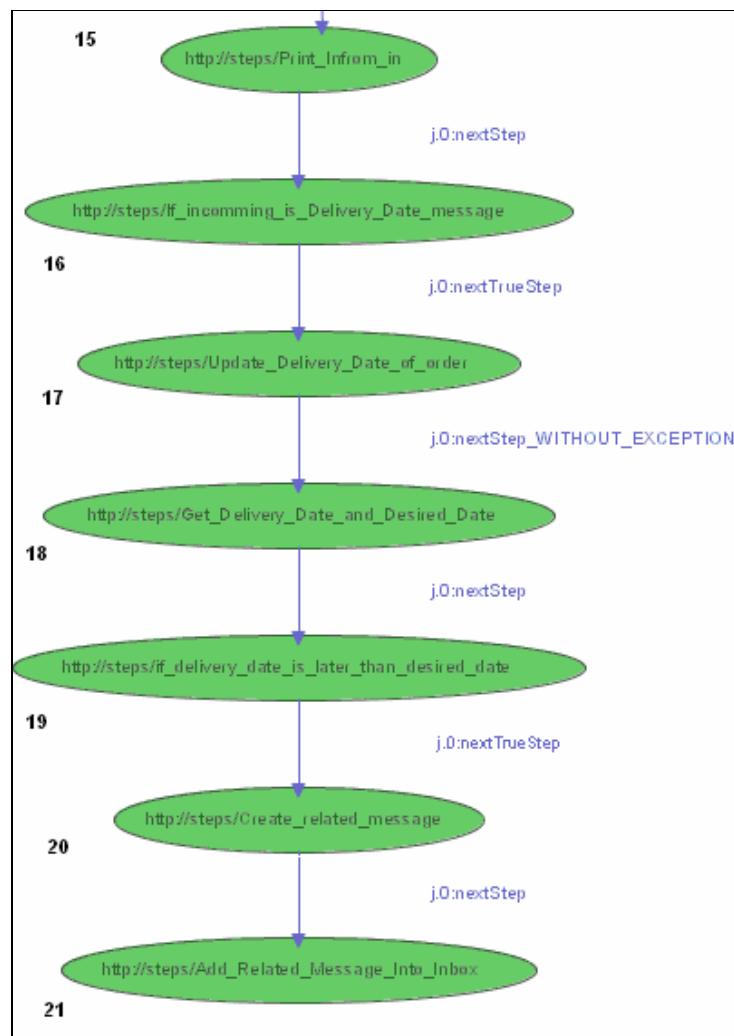 15
http://steps/Print_Infrom_in
j.0:nextStep
http://steps/If_incomming_is_Delivery_Date_message
16
j.0:nextTrueStep
http://steps/Update_Delivery_Date_of_order
17
j.0:nextStep_WITHOUT_EXCEPTION
http://steps/Get_Delivery_Date_and_Desired_Date
18
j.0:nextStep
http://steps/if_delivery_date_is_later_than_desired_date
19
j.0:nextTrueStep
http://steps/Create_related_message
20
j.0:nextStep
http://steps/Add_Related_Message_Into_Inbox
21